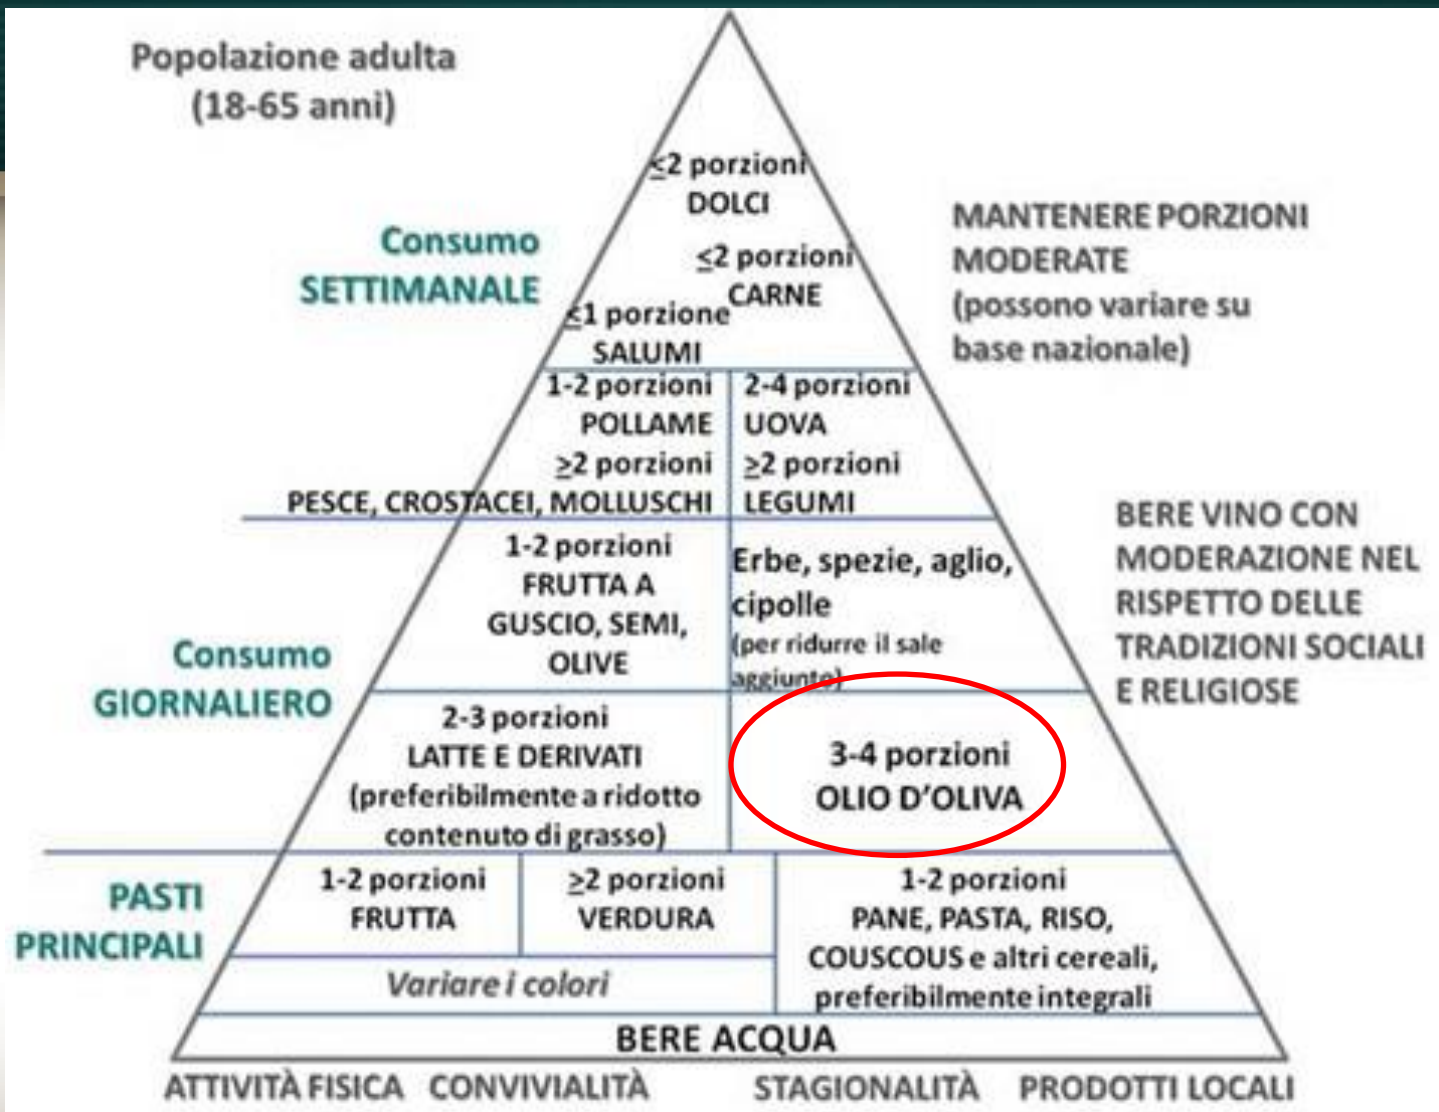 Popolazione adulta
(18-65 anni)
≤2 porzioni
DOLCI
Consumo
SETTIMANALE
≤2 porzioni
CARNE
≤1 porzione
SALUMI
MANTENERE PORZIONI
MODERATE
(possono variare su
base nazionale)
1-2 porzioni
POLLAME
≥2 porzioni
PESCE, CROSTACEI, MOLLUSCHI
2-4 porzioni
UOVA
≥2 porzioni
LEGUMI
BERE VINO CON
MODERAZIONE NEL
RISPETTO DELLE
TRADIZIONI SOCIALI
E RELIGIOSE
Consumo
GIORNALIERO
1-2 porzioni
FRUTTA A
GUSCIO, SEMI,
OLIVE
Erbe, spezie, aglio,
cipolle
(per ridurre il sale
aggiunto)
2-3 porzioni
LATTE E DERIVATI
(preferibilmente a ridotto
contenuto di grasso)
3-4 porzioni
OLIO D'OLIVA
PASTI
PRINCIPALI
1-2 porzioni
FRUTTA
≥2 porzioni
VERDURA
Variare i colori
1-2 porzioni
PANE, PASTA, RISO,
COUSCOUS e altri cereali,
preferibilmente integrali
BERE ACQUA
ATTIVITÀ FISICA CONVIVIALITÀ STAGIONALITÀ PRODOTTI LOCALI